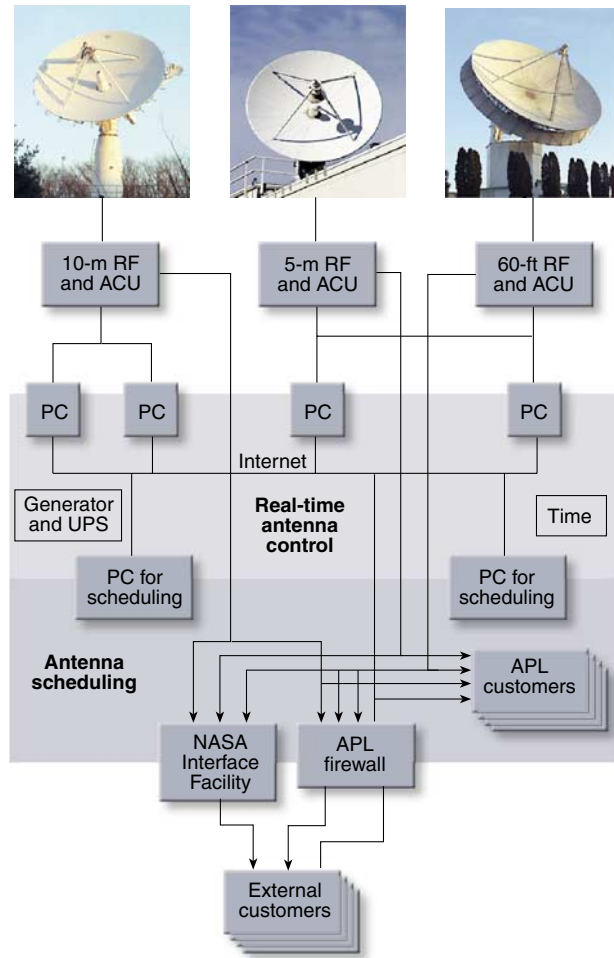 10-m RF
and ACU
5-m RF
and ACU
60-ft RF
and ACU
PC
PC
PC
PC
Internet
Generator
and UPS
Real-time
antenna
control
Time
PC for
scheduling
PC for
scheduling
Antenna
scheduling
APL
customers
NASA
Interface
Facility
APL
firewall
External
customers